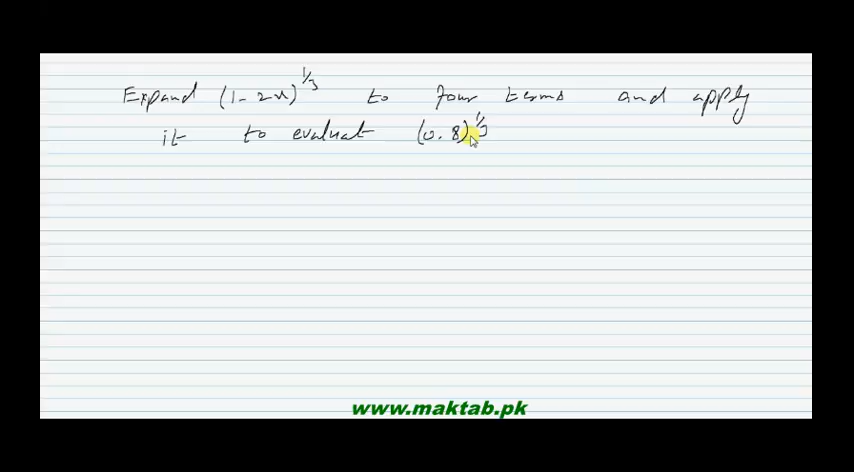 Expand (1-2x)^1/3 to four terms and apply
it to evaluat (0.8)^1/3
www.maktab.pk